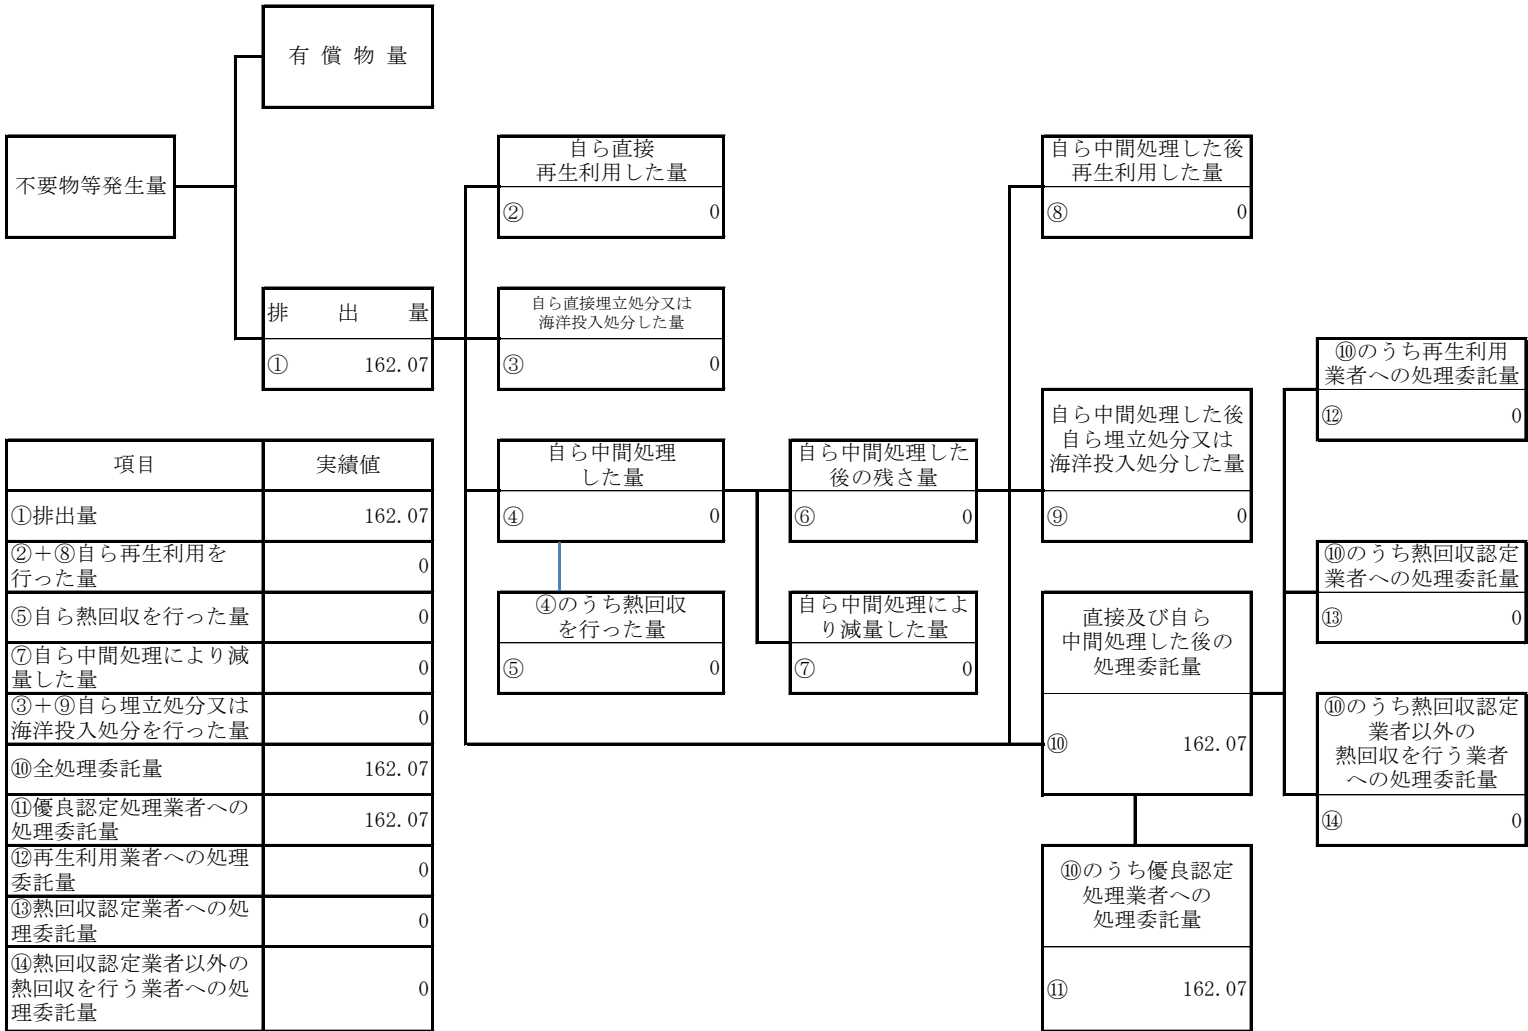 有 償 物 量
不要物等発生量
自ら直接
再生利用した量
② 0
自ら中間処理した後
再生利用した量
⑧ 0
排 出 量
① 162.07
自ら直接埋立処分又は
海洋投入処分した量
③ 0
⑩のうち再生利用
業者への処理委託量
⑫ 0
自ら中間処理
した量
④ 0
自ら中間処理した
後の残さ量
⑥ 0
自ら中間処理した後
自ら埋立処分又は
海洋投入処分した量
⑨ 0
⑩のうち熱回収認定
業者への処理委託量
⑬ 0
④のうち熱回収
を行った量
⑤ 0
自ら中間処理によ
り減量した量
⑦ 0
直接及び自ら
中間処理した後の
処理委託量
⑩ 162.07
⑩のうち熱回収認定
業者以外の
熱回収を行う業者
への処理委託量
⑭ 0
⑩のうち優良認定
処理業者への
処理委託量
⑪ 162.07
項目 実績値
①排出量 162.07
②＋⑧自ら再生利用を
行った量 0
⑤自ら熱回収を行った量 0
⑦自ら中間処理により減
量した量 0
③＋⑨自ら埋立処分又は
海洋投入処分を行った量 0
⑩全処理委託量 162.07
⑪優良認定処理業者への
処理委託量 162.07
⑫再生利用業者への処理
委託量 0
⑬熱回収認定業者への処
理委託量 0
⑭熱回収認定業者以外の
熱回収を行う業者への処
理委託量 0